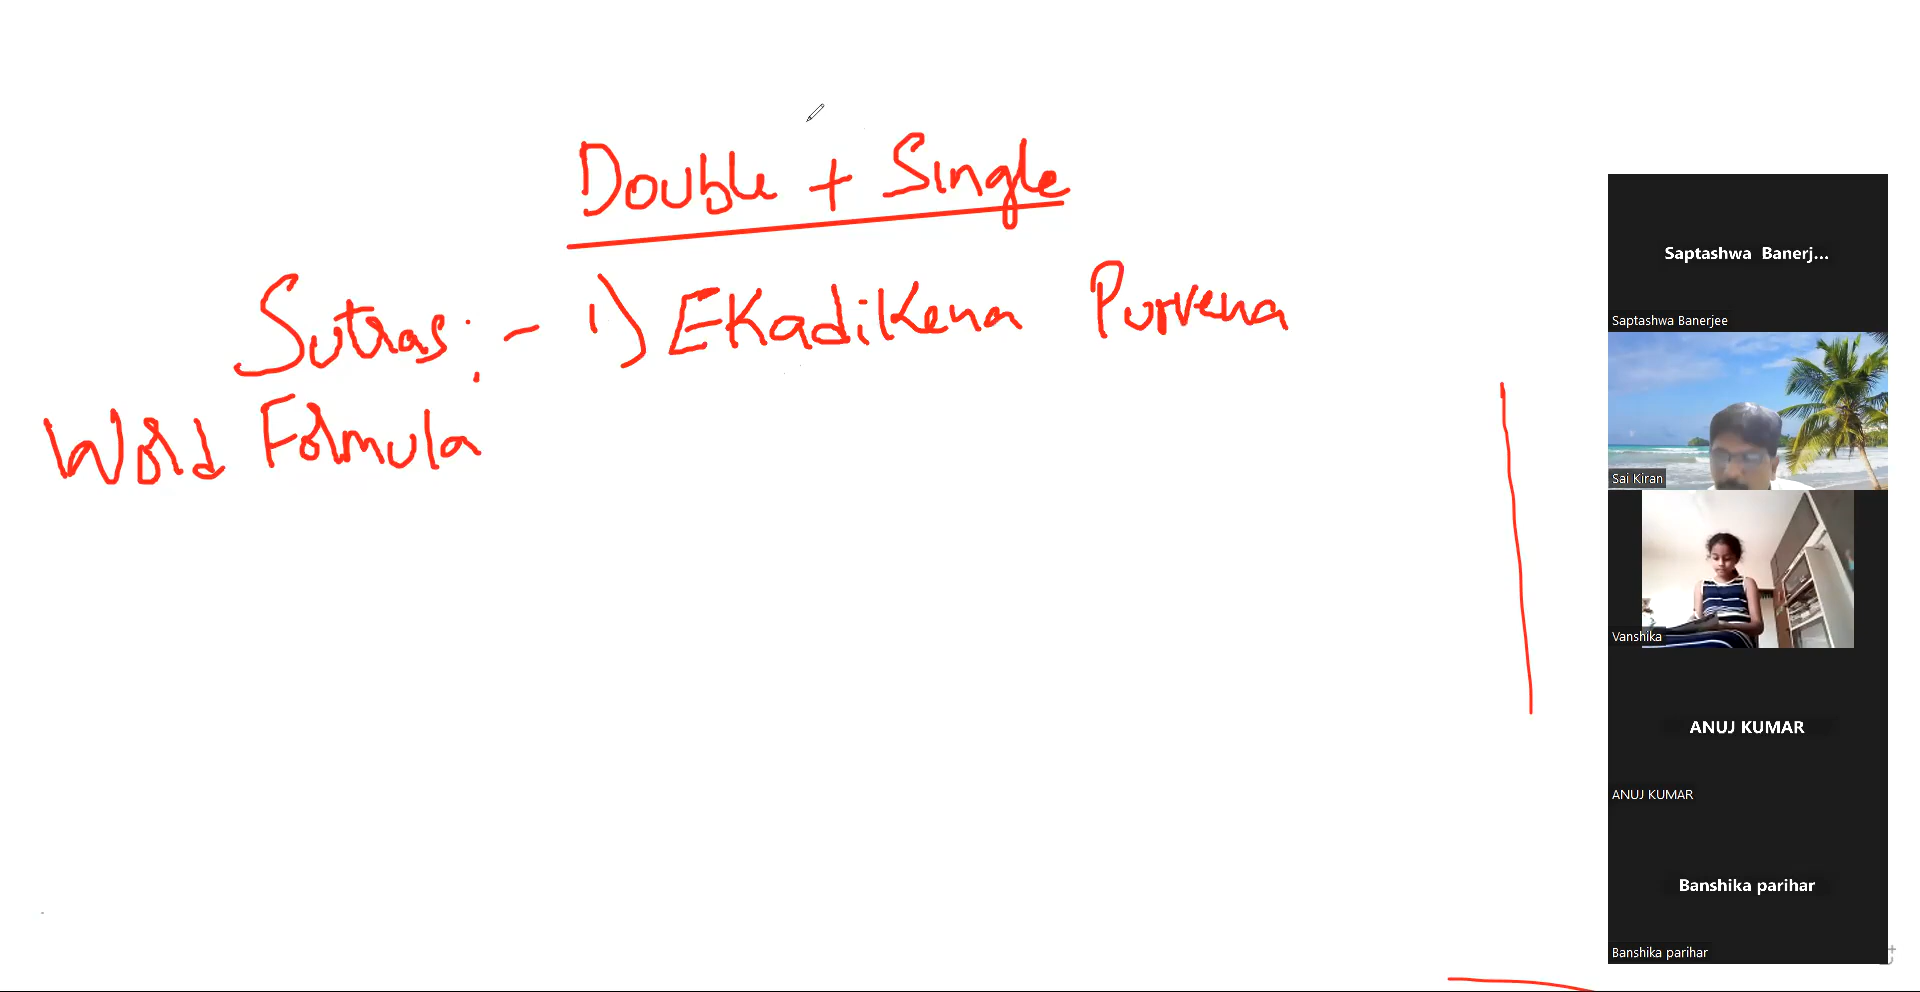 Double + Single
Sutras :- 1) EKadiKena Purvena
Word Formula
Saptashwa Banerj...
Saptashwa Banerjee
Sai Kiran
Vanshika
ANUJ KUMAR
ANUJ KUMAR
Banshika parihar
Banshika parihar